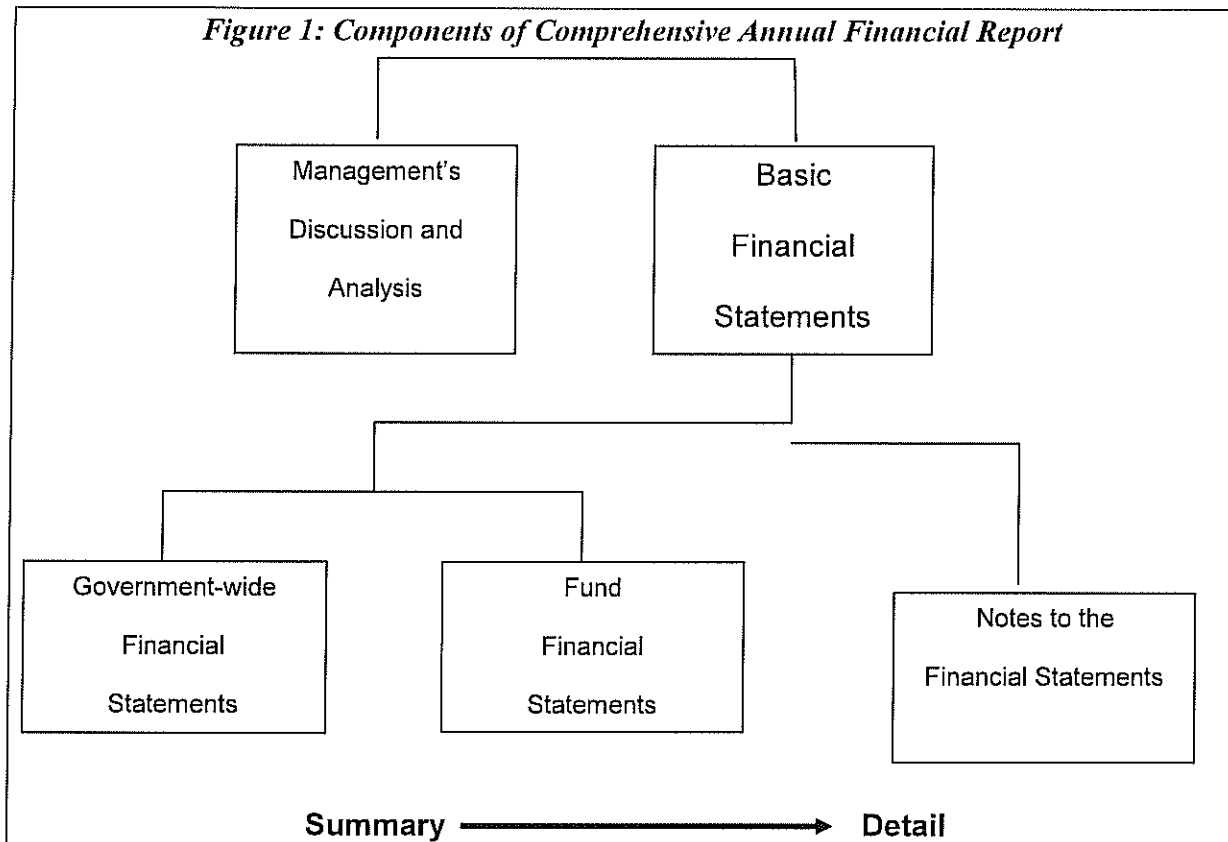 Figure 1: Components of Comprehensive Annual Financial Report
Management's
Discussion and
Analysis
Basic
Financial
Statements
Government-wide
Financial
Statements
Fund
Financial
Statements
Notes to the
Financial Statements
Summary
Detail